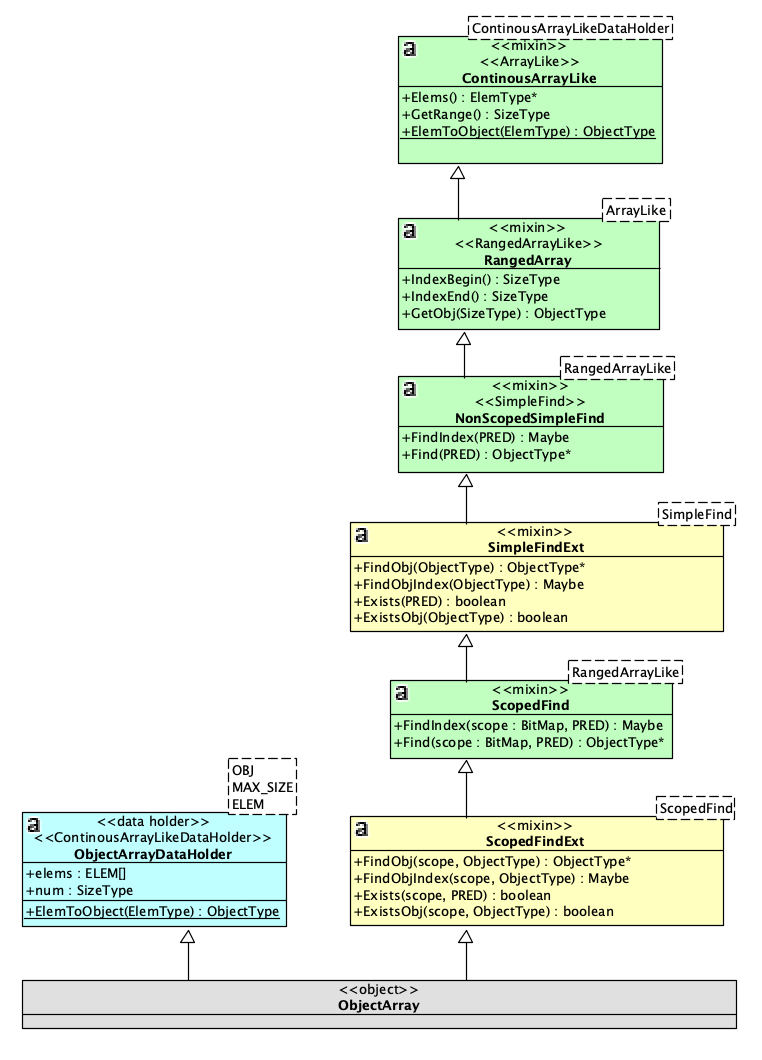 ContinousArrayLikeDataHolder
a
<<mixin>>
<<ArrayLike>>
ContinousArrayLike
+Elems() : ElemType*
+GetRange() : SizeType
+ElemToObject(ElemType) : ObjectType
ArrayLike
a
<<mixin>>
<<RangedArrayLike>>
RangedArray
+IndexBegin() : SizeType
+IndexEnd() : SizeType
+GetObj(SizeType) : ObjectType
RangedArrayLike
a
<<mixin>>
<<SimpleFind>>
NonScopedSimpleFind
+FindIndex(PRED) : Maybe
+Find(PRED) : ObjectType*
SimpleFind
a
<<mixin>>
SimpleFindExt
+FindObj(ObjectType) : ObjectType*
+FindObjIndex(ObjectType) : Maybe
+Exists(PRED) : boolean
+ExistsObj(ObjectType) : boolean
RangedArrayLike
a
<<mixin>>
ScopedFind
+FindIndex(scope : BitMap, PRED) : Maybe
+Find(scope : BitMap, PRED) : ObjectType*
OBJ
MAX_SIZE
ELEM
a
<<data holder>>
<<ContinousArrayLikeDataHolder>>
ObjectArrayDataHolder
+elems : ELEM[]
+num : SizeType
+ElemToObject(ElemType) : ObjectType
ScopedFind
a
<<mixin>>
ScopedFindExt
+FindObj(scope, ObjectType) : ObjectType*
+FindObjIndex(scope, ObjectType) : Maybe
+Exists(scope, PRED) : boolean
+ExistsObj(scope, ObjectType) : boolean
<<object>>
ObjectArray